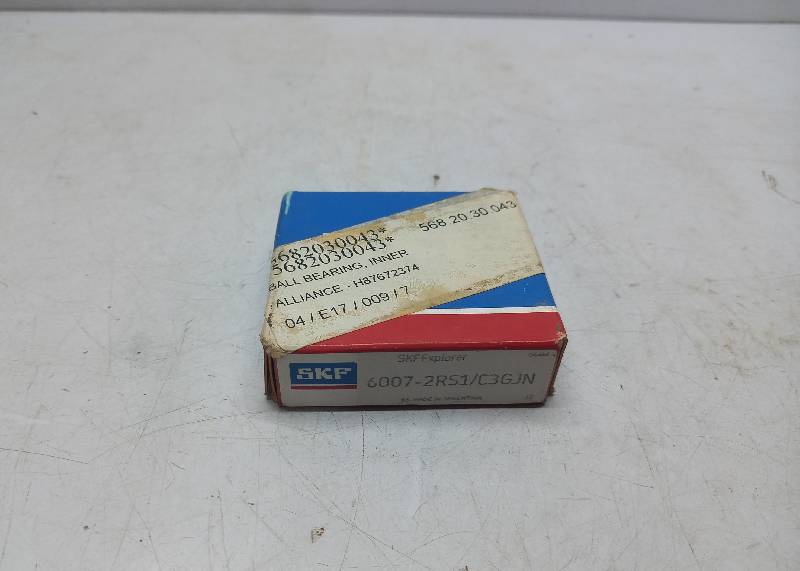 5682030043*
5682030043*
568.20.30.043
BALL BEARING, INNER
ALLIANCE - H87672374
04 / E17 / 009 / 7
SKF Explorer
SKF
6007-2RS1/C3GJN